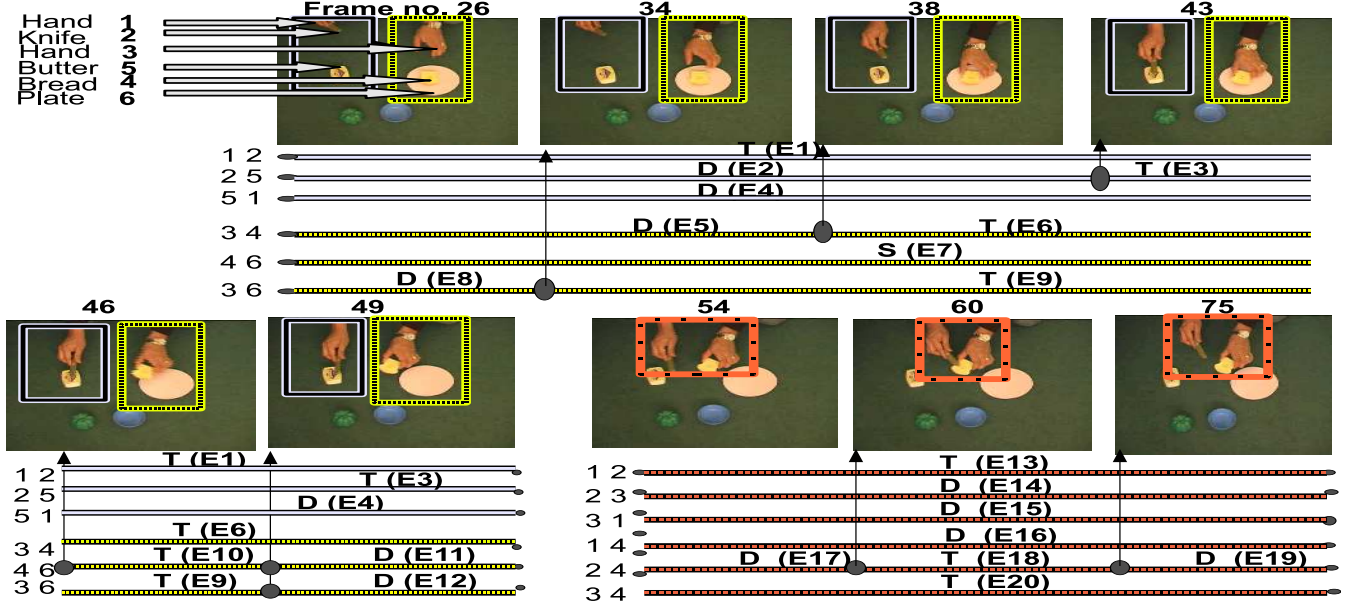 Frame no. 26 34 38 43
Hand 1
Knife 2
Hand 3
Butter 5
Bread 4
Plate 6
1 2 T (E1)
2 5 D (E2) T (E3)
5 1 D (E4)
3 4 D (E5) T (E6)
4 6 S (E7)
3 6 D (E8) T (E9)
46 49 54 60 75
1 2 T (E1)
2 5 T (E3)
5 1 D (E4)
3 4 T (E6)
4 6 T (E10) D (E11)
3 6 T (E9) D (E12)
1 2 T (E13)
2 3 D (E14)
3 1 D (E15)
1 4 D (E16)
2 4 D (E17) T (E18) D (E19)
3 4 T (E20)